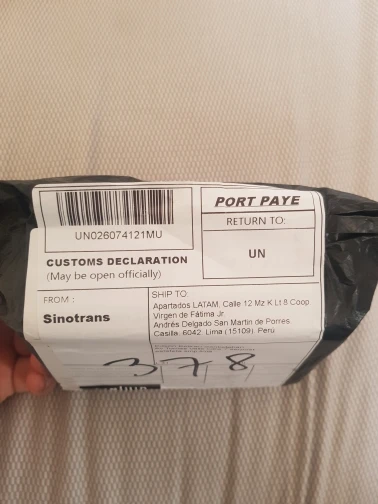 PORT PAYE
RETURN TO:
UN
UN026074121MU
CUSTOMS DECLARATION
(May be open officially)
FROM :
Sinotrans
SHIP TO:
Apartados LATAM, Calle 12 Mz K Lt 8 Coop.
Virgen de Fátima Jr.
Andrés Delgado San Martin de Porres
Casilla. 6042, Lima (15109), Perú
378